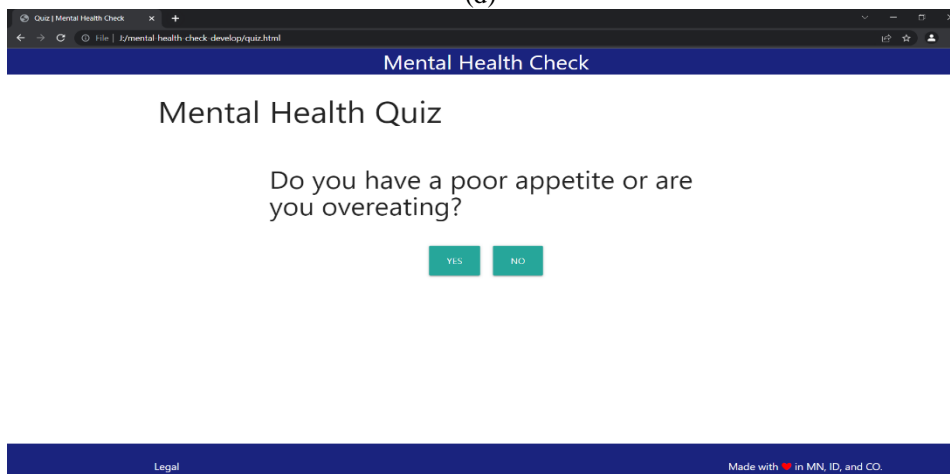 (d)
Quiz | Mental Health Check
File | J:/mental-health-check-develop/quiz.html
Mental Health Check
Mental Health Quiz
Do you have a poor appetite or are
you overeating?
YES NO
Legal Made with ❤ in MN, ID, and CO.